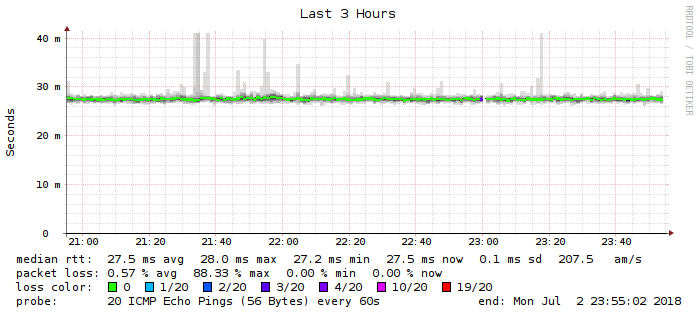 Last 3 Hours
RRDTOOL / TOBI OETIKER
Seconds
40 m
30 m
20 m
10 m
0
21:00 21:20 21:40 22:00 22:20 22:40 23:00 23:20 23:40
median rtt: 27.5 ms avg 28.0 ms max 27.2 ms min 27.5 ms now 0.1 ms sd 207.5 am/s
packet loss: 0.57 % avg 88.33 % max 0.00 % min 0.00 % now
loss color: 0 1/20 2/20 3/20 4/20 10/20 19/20
probe: 20 ICMP Echo Pings (56 Bytes) every 60s end: Mon Jul 2 23:55:02 2018